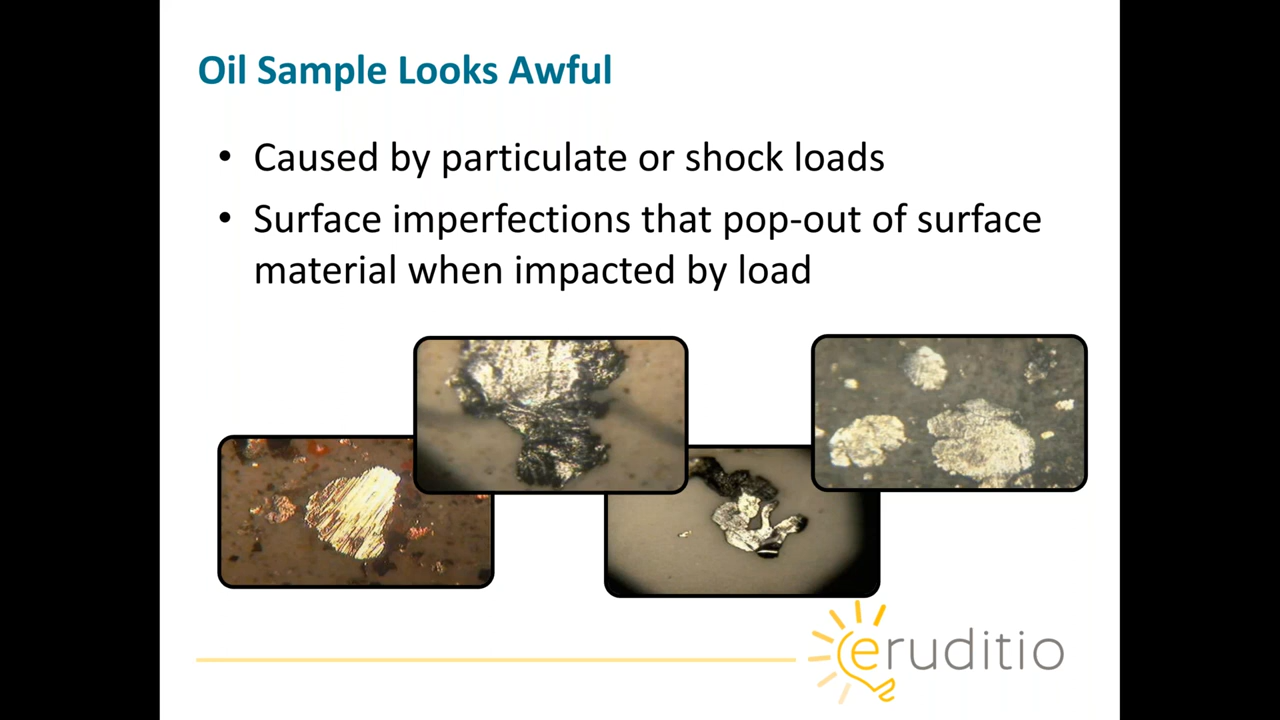 Oil Sample Looks Awful
• Caused by particulate or shock loads
• Surface imperfections that pop-out of surface
material when impacted by load
eruditio